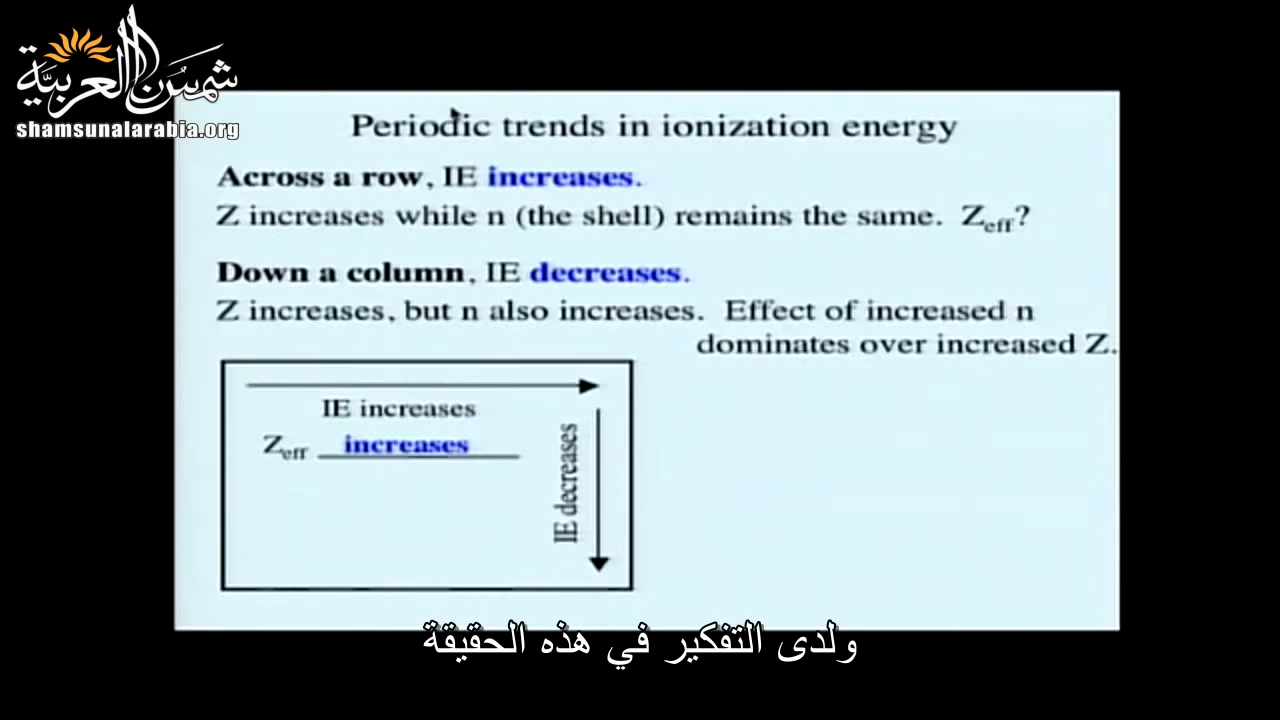 شمس العربية
shamsunalarabia.org
Periodic trends in ionization energy
Across a row, IE increases.
Z increases while n (the shell) remains the same. Zeff?
Down a column, IE decreases.
Z increases, but n also increases. Effect of increased n
dominates over increased Z.
IE increases
Zeff increases
IE decreases
ولدى التفكير في هذه الحقيقة